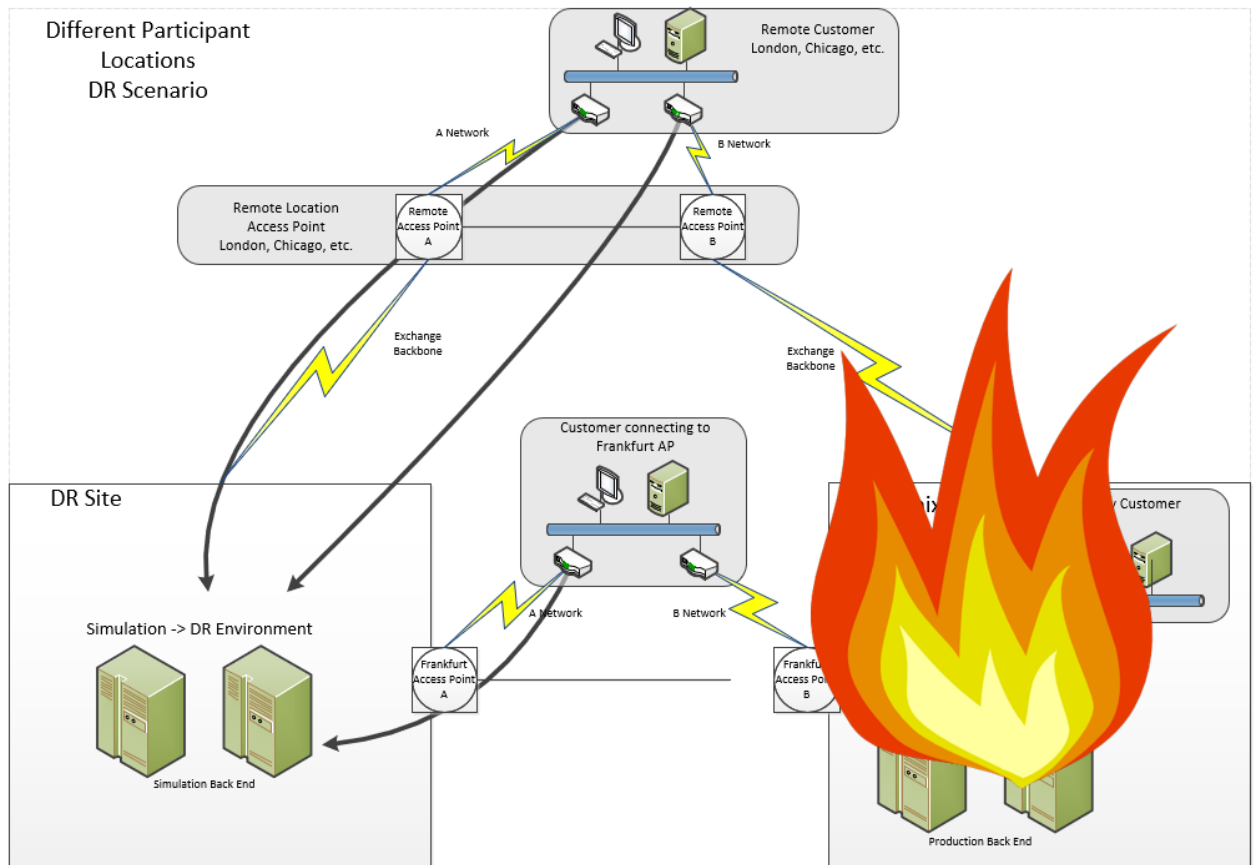 Different Participant
Locations
DR Scenario
Remote Customer
London, Chicago, etc.
A Network
B Network
Remote Location
Access Point
London, Chicago, etc.
Remote
Access Point
A
Remote
Access Point
B
Exchange
Backbone
Exchange
Backbone
Customer connecting to
Frankfurt AP
DR Site
Customer
A Network
B Network
Simulation -> DR Environment
Frankfurt
Access Point
A
Access
B
Simulation Back End
Production Back End